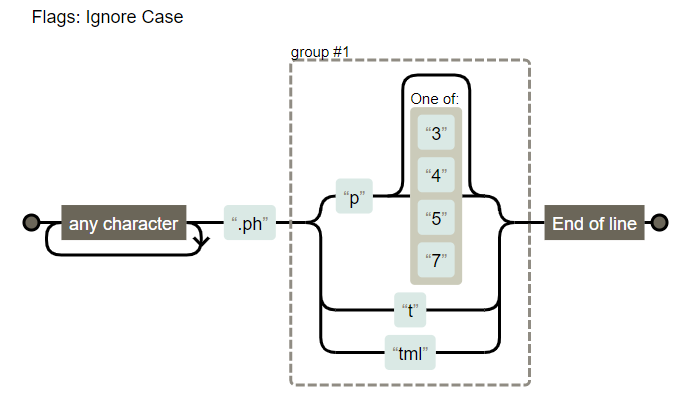 Flags: Ignore Case
group #1
One of:
“3”
“4”
“p”
“5”
any character
“.ph”
End of line
“7”
“t”
“tml”